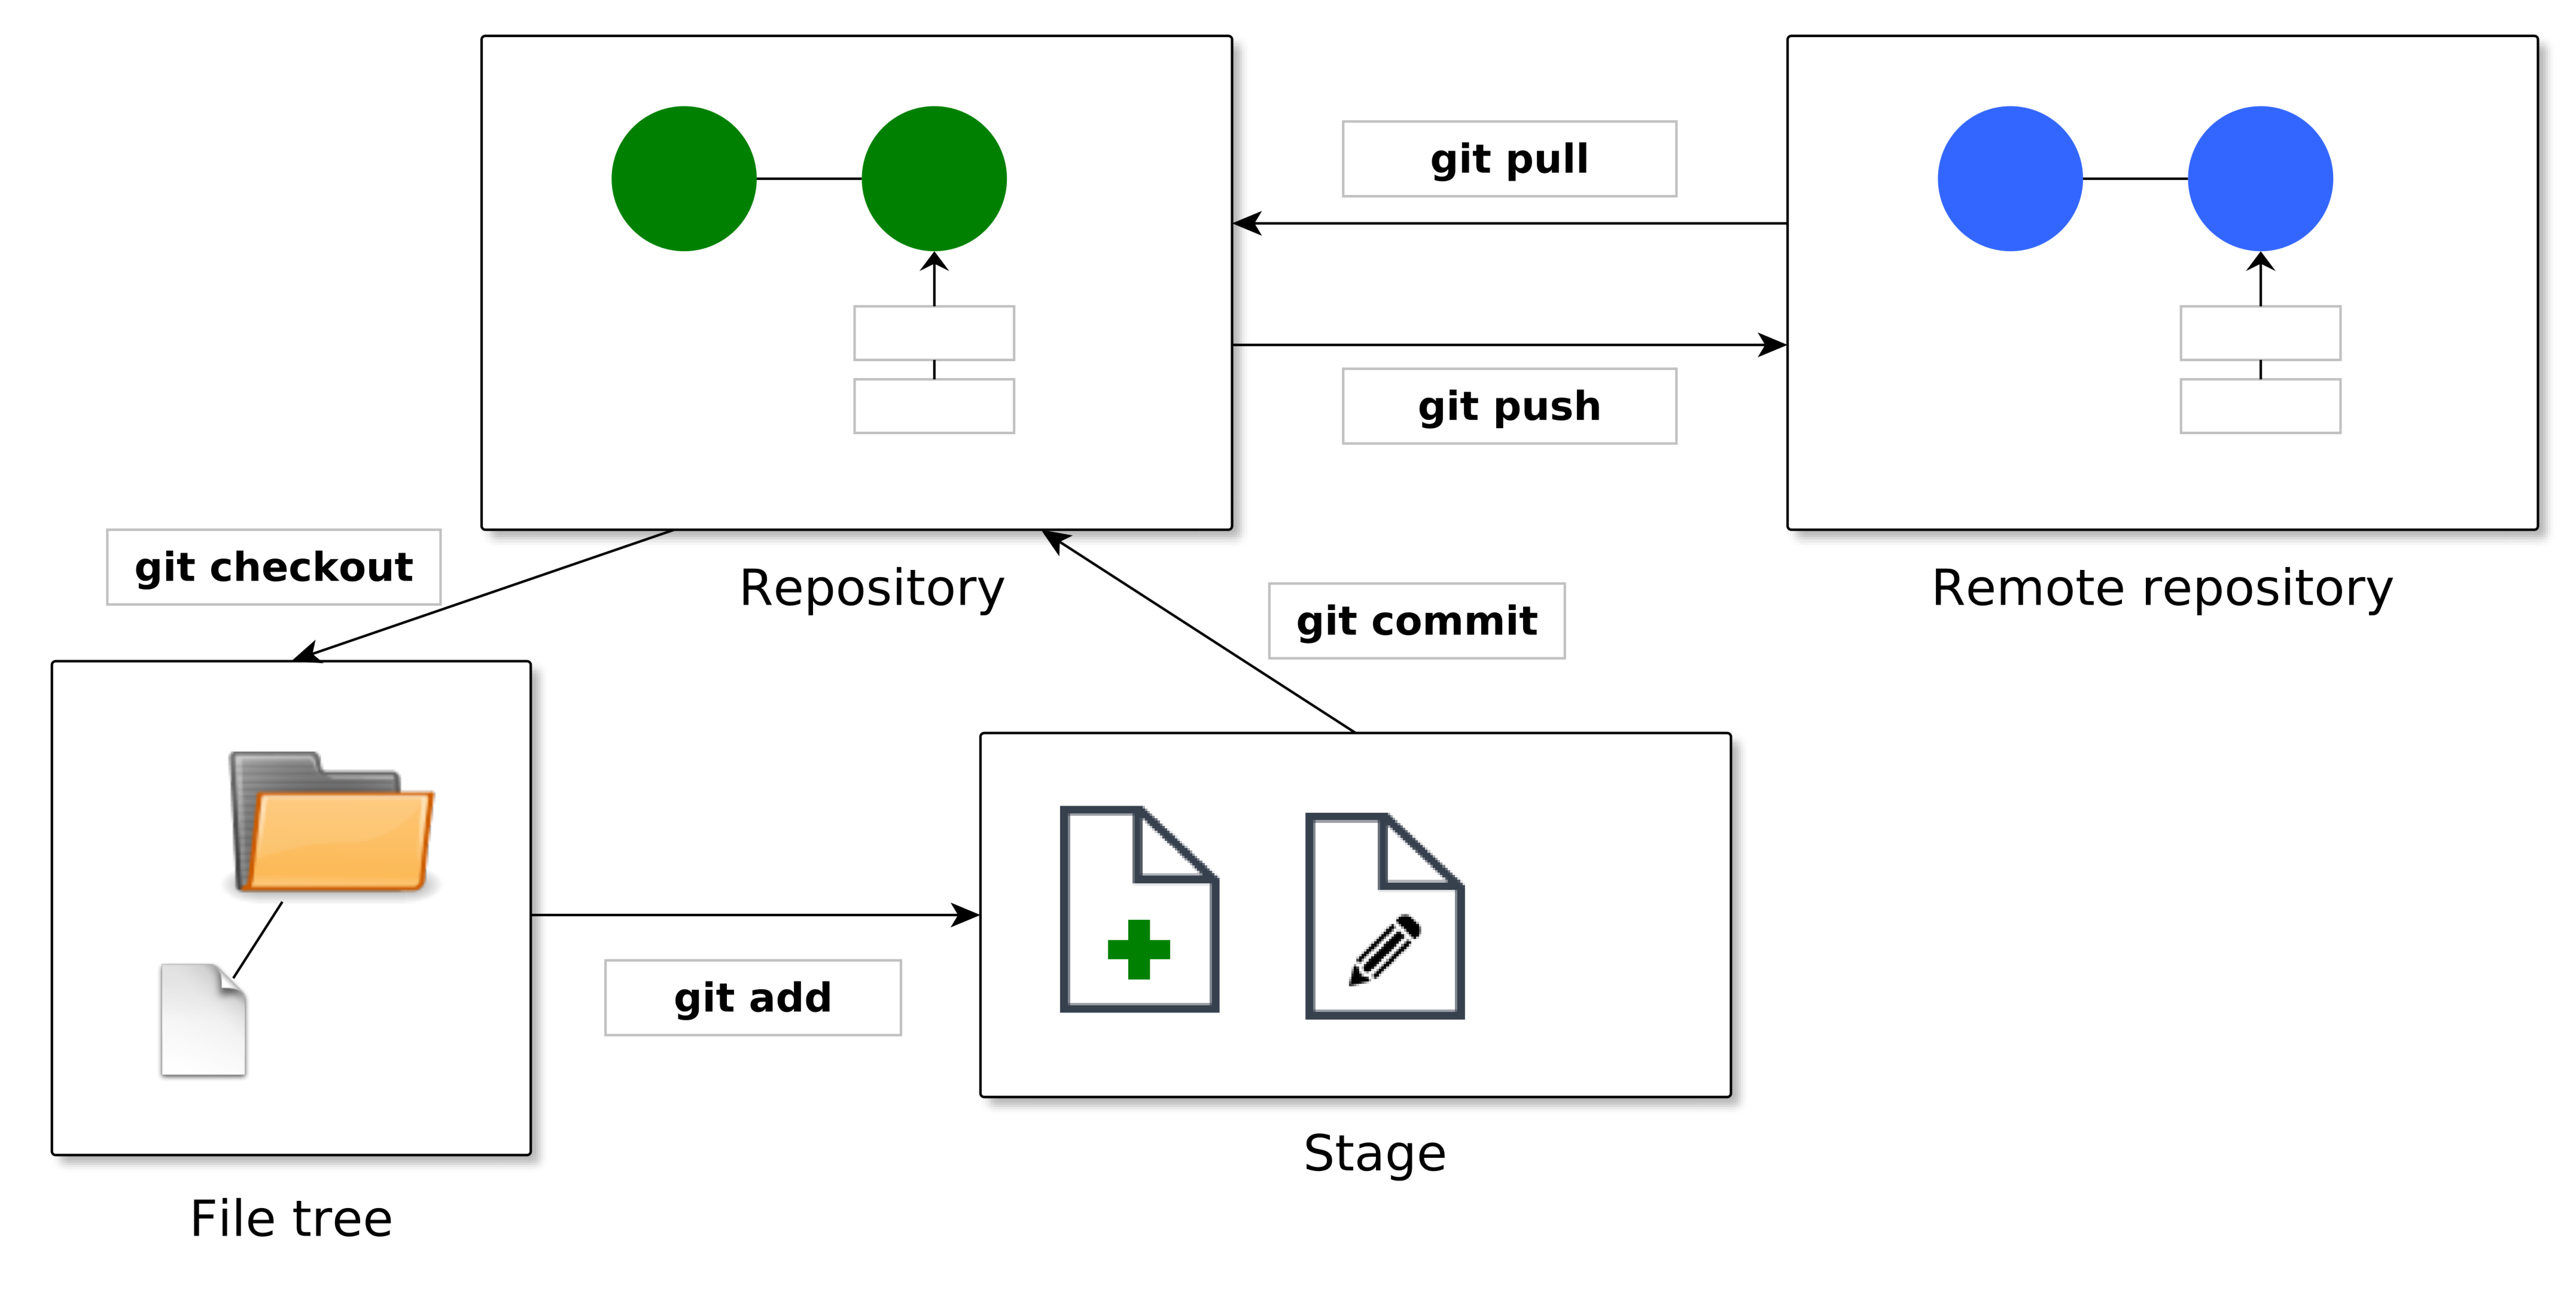 git pull
git push
git checkout
Repository
Remote repository
git commit
git add
Stage
File tree